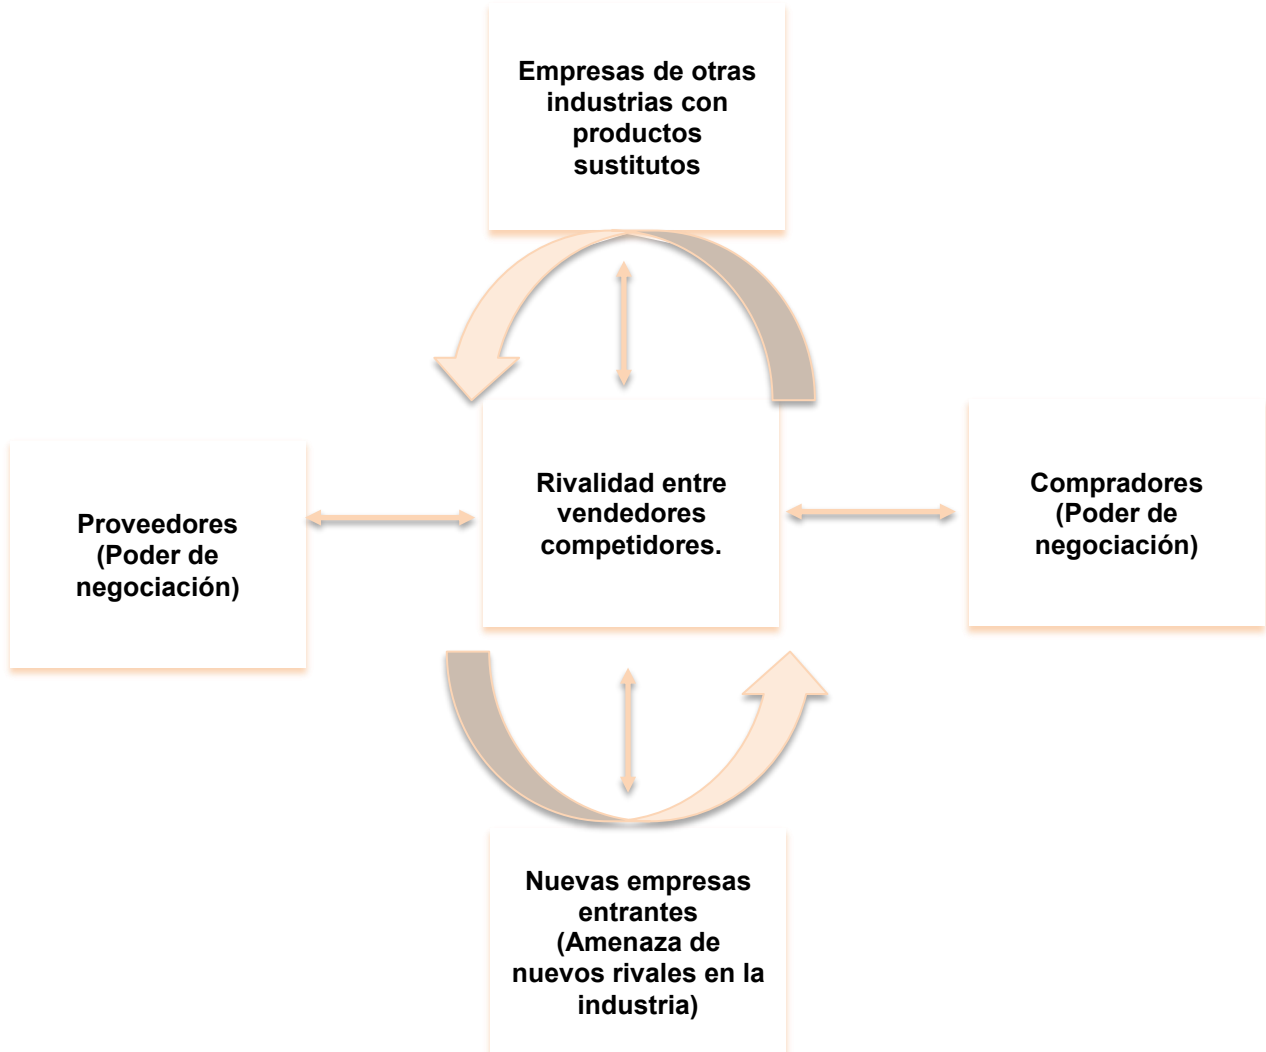 Empresas de otras
industrias con
productos
sustitutos
Proveedores
(Poder de
negociación)
Rivalidad entre
vendedores
competidores.
Compradores
(Poder de
negociación)
Nuevas empresas
entrantes
(Amenaza de
nuevos rivales en la
industria)